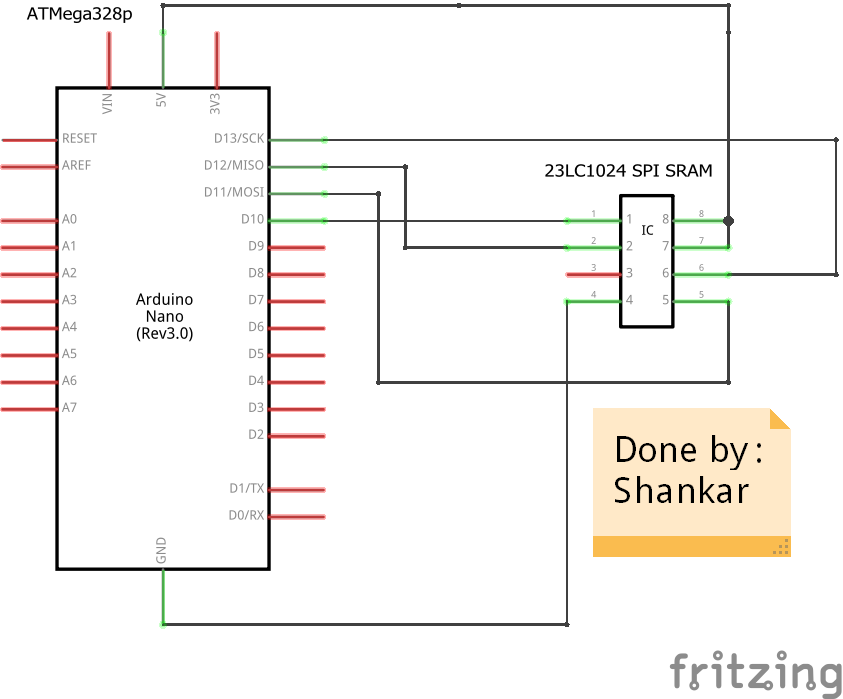 ATMega328p
VIN
5V
3V3
RESET
AREF
A0
A1
A2
A3
A4
A5
A6
A7
D13/SCK
D12/MISO
D11/MOSI
D10
D9
D8
D7
D6
D5
D4
D3
D2
D1/TX
D0/RX
Arduino
Nano
(Rev3.0)
GND
23LC1024 SPI SRAM
IC
1 1 8 8
2 2 7 7
3 3 6 6
4 4 5 5
Done by:
Shankar
fritzing